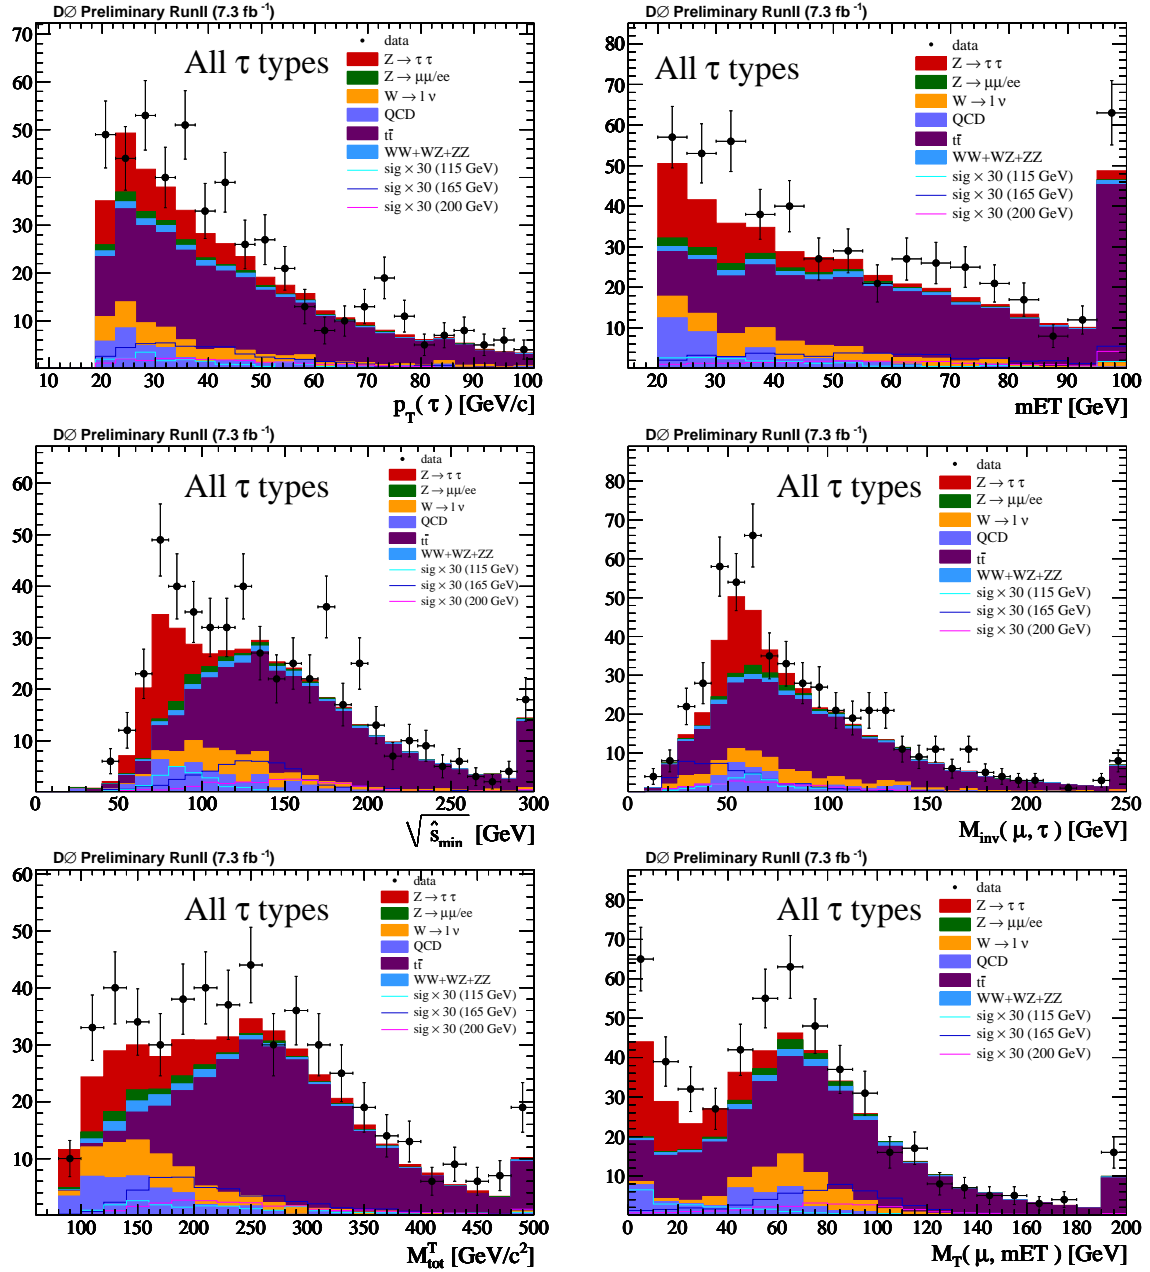 DØ Preliminary RunII (7.3 fb⁻¹)
All τ types
data
Z → τ τ
Z → μμ/ee
W → l ν
QCD
tt̄
WW+WZ+ZZ
sig × 30 (115 GeV)
sig × 30 (165 GeV)
sig × 30 (200 GeV)
70
60
50
40
30
20
10
10 20 30 40 50 60 70 80 90 100
p_T( τ ) [GeV/c]
DØ Preliminary RunII (7.3 fb⁻¹)
All τ types
data
Z → τ τ
Z → μμ/ee
W → l ν
QCD
tt̄
WW+WZ+ZZ
sig × 30 (115 GeV)
sig × 30 (165 GeV)
sig × 30 (200 GeV)
80
70
60
50
40
30
20
10
20 30 40 50 60 70 80 90 100
mET [GeV]
DØ Preliminary RunII (7.3 fb⁻¹)
All τ types
data
Z → τ τ
Z → μμ/ee
W → l ν
QCD
tt̄
WW+WZ+ZZ
sig × 30 (115 GeV)
sig × 30 (165 GeV)
sig × 30 (200 GeV)
60
50
40
30
20
10
0 50 100 150 200 250 300
√ŝ_min [GeV]
DØ Preliminary RunII (7.3 fb⁻¹)
All τ types
data
Z → τ τ
Z → μμ/ee
W → l ν
QCD
tt̄
WW+WZ+ZZ
sig × 30 (115 GeV)
sig × 30 (165 GeV)
sig × 30 (200 GeV)
80
70
60
50
40
30
20
10
0 50 100 150 200 250
M_inv( μ, τ ) [GeV]
DØ Preliminary RunII (7.3 fb⁻¹)
All τ types
data
Z → τ τ
Z → μμ/ee
W → l ν
QCD
tt̄
WW+WZ+ZZ
sig × 30 (115 GeV)
sig × 30 (165 GeV)
sig × 30 (200 GeV)
60
50
40
30
20
10
100 150 200 250 300 350 400 450 500
M^T_tot [GeV/c²]
DØ Preliminary RunII (7.3 fb⁻¹)
All τ types
data
Z → τ τ
Z → μμ/ee
W → l ν
QCD
tt̄
WW+WZ+ZZ
sig × 30 (115 GeV)
sig × 30 (165 GeV)
sig × 30 (200 GeV)
80
70
60
50
40
30
20
10
0 20 40 60 80 100 120 140 160 180 200
M_T( μ, mET) [GeV]